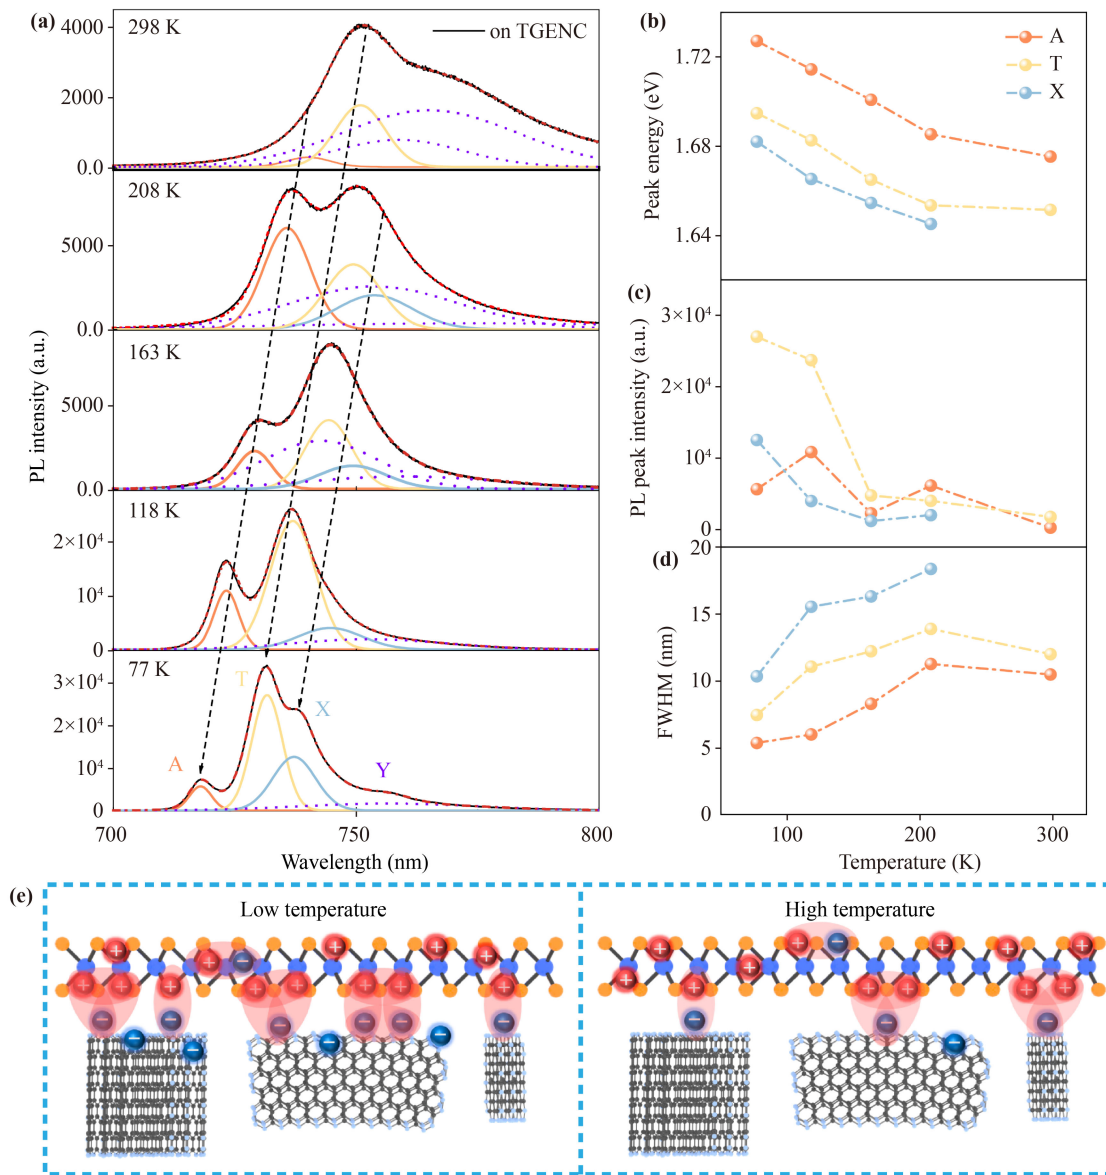 (a)
298 K
on TGENC
4000
2000
0.0
208 K
5000
0.0
163 K
5000
0.0
118 K
2×10⁴
10⁴
0
77 K
3×10⁴
2×10⁴
10⁴
0
A
T
X
Y
700
750
800
PL intensity (a.u.)
Wavelength (nm)
(b)
A
T
X
1.72
1.68
1.64
Peak energy (eV)
(c)
3×10⁴
2×10⁴
10⁴
0
PL peak intensity (a.u.)
(d)
20
15
10
5
0
FWHM (nm)
100
200
300
Temperature (K)
(e)
Low temperature
High temperature